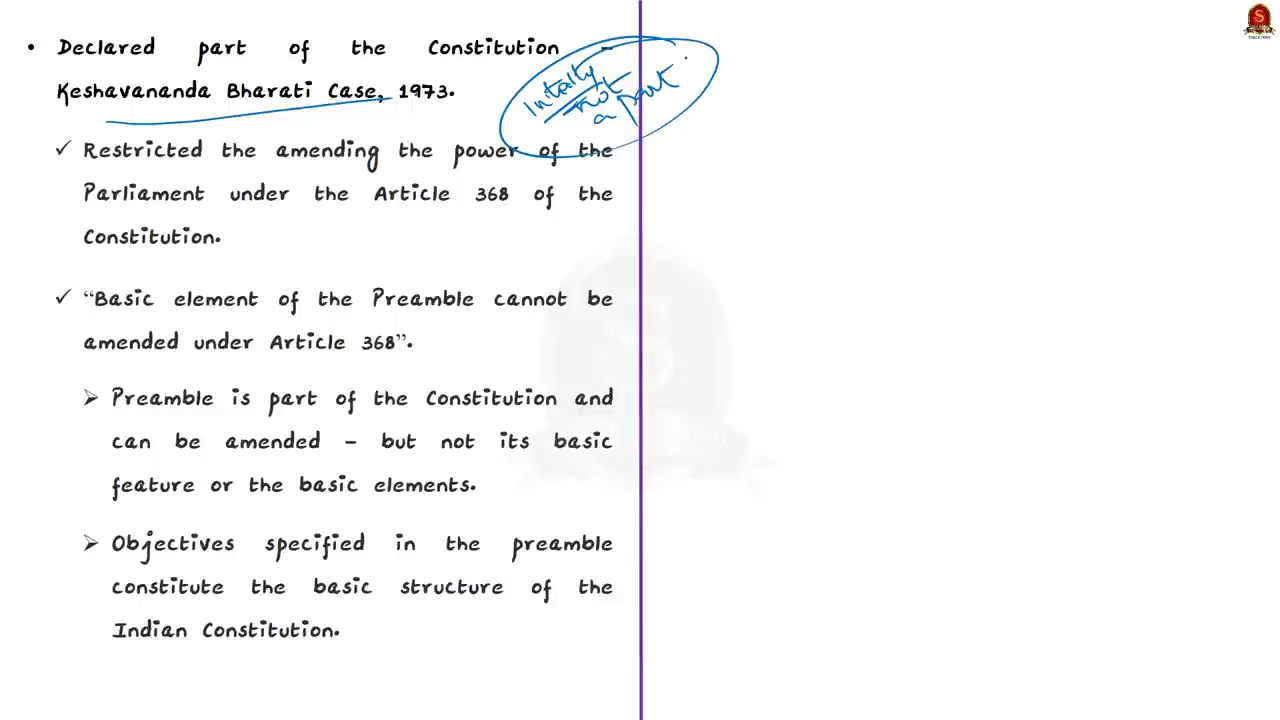 • Declared part of the Constitution –
Keshavananda Bharati Case, 1973.
Initally
not
a part
✓ Restricted the amending the power of the
Parliament under the Article 368 of the
Constitution.
✓ “Basic element of the Preamble cannot be
amended under Article 368”.
➢ Preamble is part of the Constitution and
can be amended – but not its basic
feature or the basic elements.
➢ Objectives specified in the preamble
constitute the basic structure of the
Indian Constitution.